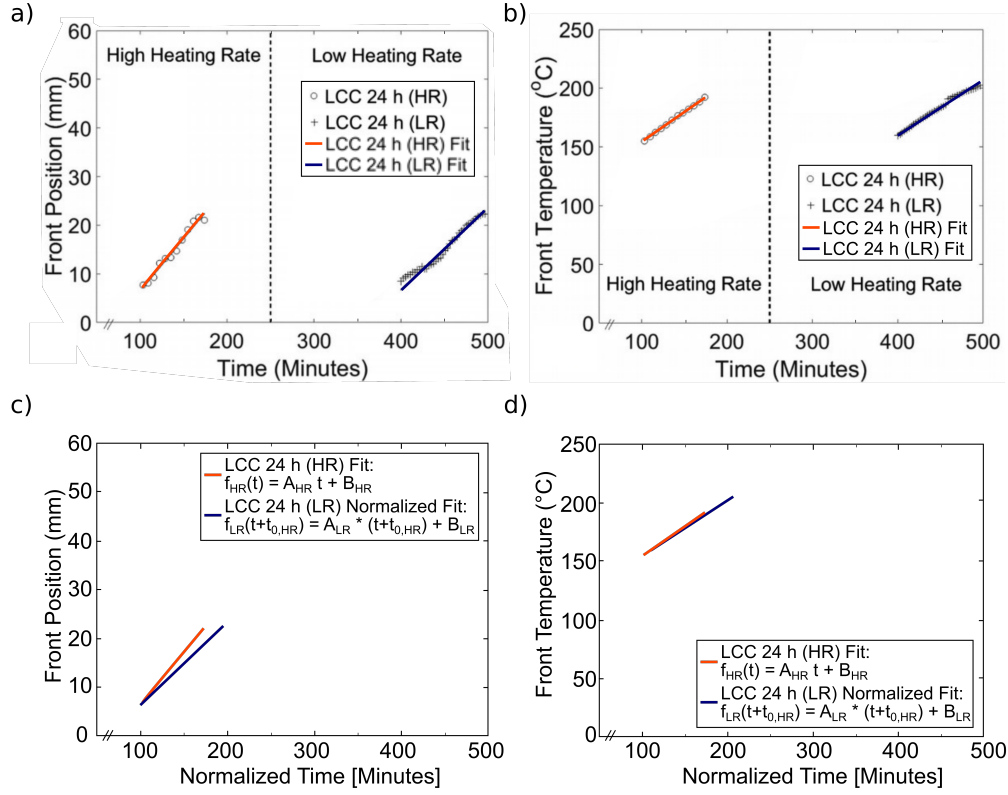 a)
60
50
40
30
20
10
0
Front Position (mm)
High Heating Rate
Low Heating Rate
LCC 24 h (HR)
LCC 24 h (LR)
LCC 24 h (HR) Fit
LCC 24 h (LR) Fit
100
200
400
500
Time (Minutes)
b)
250
200
150
100
50
0
Front Temperature (°C)
LCC 24 h (HR)
LCC 24 h (LR)
LCC 24 h (HR) Fit
LCC 24 h (LR) Fit
High Heating Rate
Low Heating Rate
100
200
400
500
Time (Minutes)
c)
60
50
40
30
20
10
0
Front Position (mm)
LCC 24 h (HR) Fit:
f_HR(t) = A_HR t + B_HR
LCC 24 h (LR) Normalized Fit:
f_LR(t+t_0,HR) = A_LR * (t+t_0,HR) + B_LR
100
200
300
400
500
Normalized Time [Minutes]
d)
250
200
150
100
50
0
Front Temperature (°C)
LCC 24 h (HR) Fit:
f_HR(t) = A_HR t + B_HR
LCC 24 h (LR) Normalized Fit:
f_LR(t+t_0,HR) = A_LR * (t+t_0,HR) + B_LR
100
200
300
400
500
Normalized Time [Minutes]